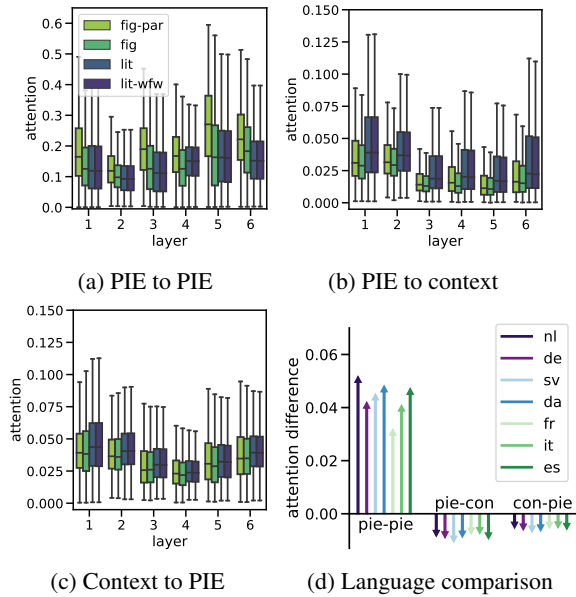 fig-par
fig
lit
lit-wfw
attention
0.6
0.5
0.4
0.3
0.2
0.1
0.0
1 2 3 4 5 6
layer
(a) PIE to PIE
attention
0.150
0.125
0.100
0.075
0.050
0.025
0.000
1 2 3 4 5 6
layer
(b) PIE to context
attention
0.150
0.125
0.100
0.075
0.050
0.025
0.000
1 2 3 4 5 6
layer
(c) Context to PIE
attention difference
0.06
0.04
0.02
0.00
nl
de
sv
da
fr
it
es
pie-pie
pie-con
con-pie
(d) Language comparison